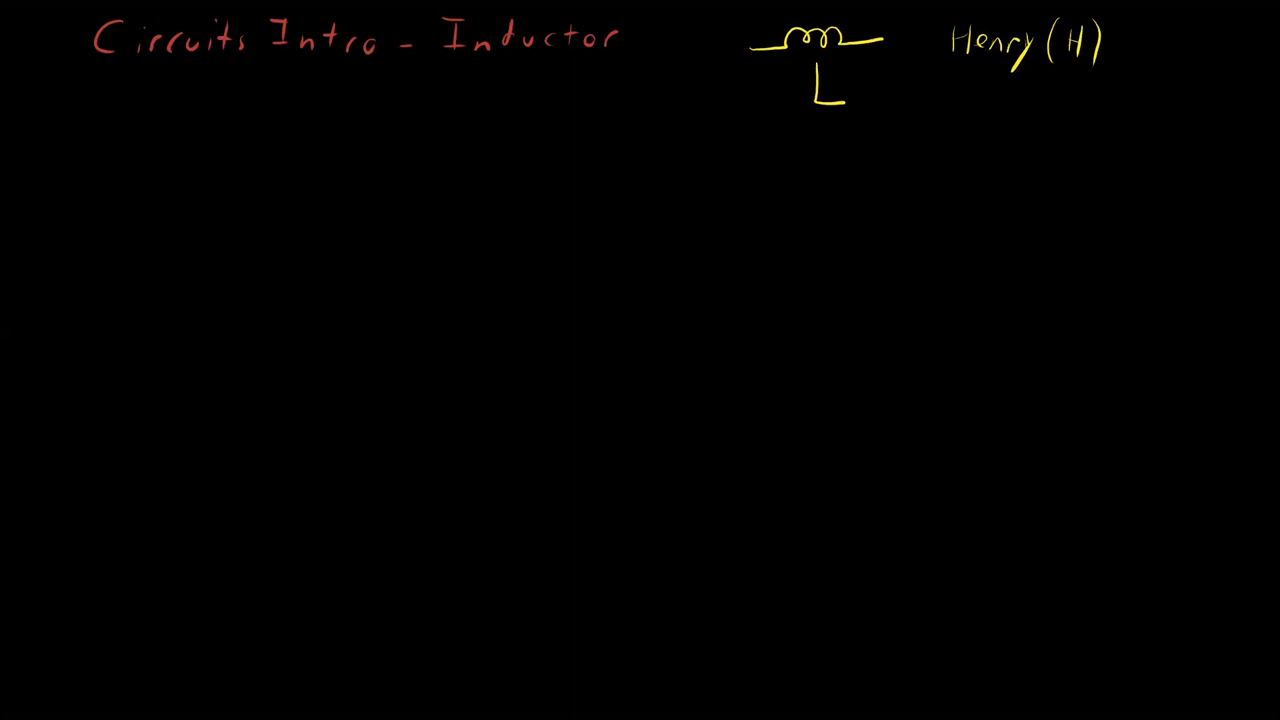 Circuits Intro - Inductor
Henry (H)
L